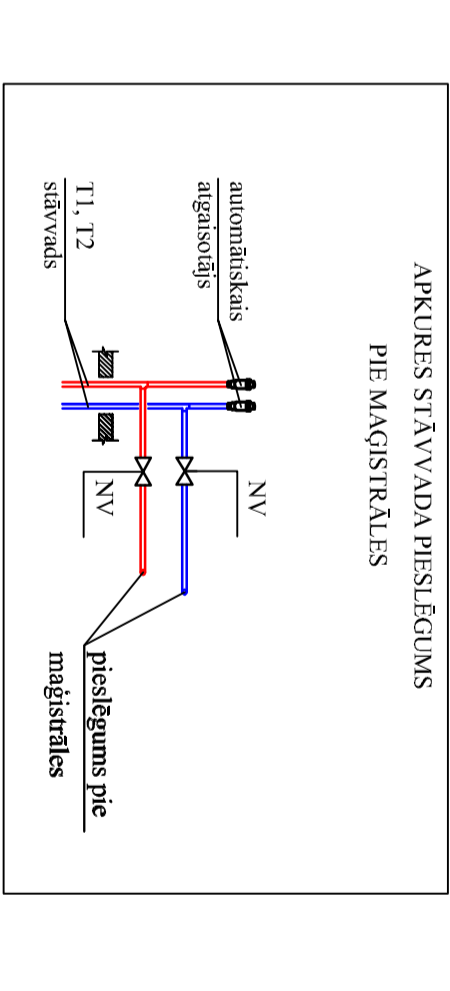 APKURES STĀVVADA PIESLĒGUMS
PIE MAĢISTRĀLES
automātiskais
atgaisotājs
NV
T1, T2
stāvvads
NV
pieslēgums pie
maģistrāles